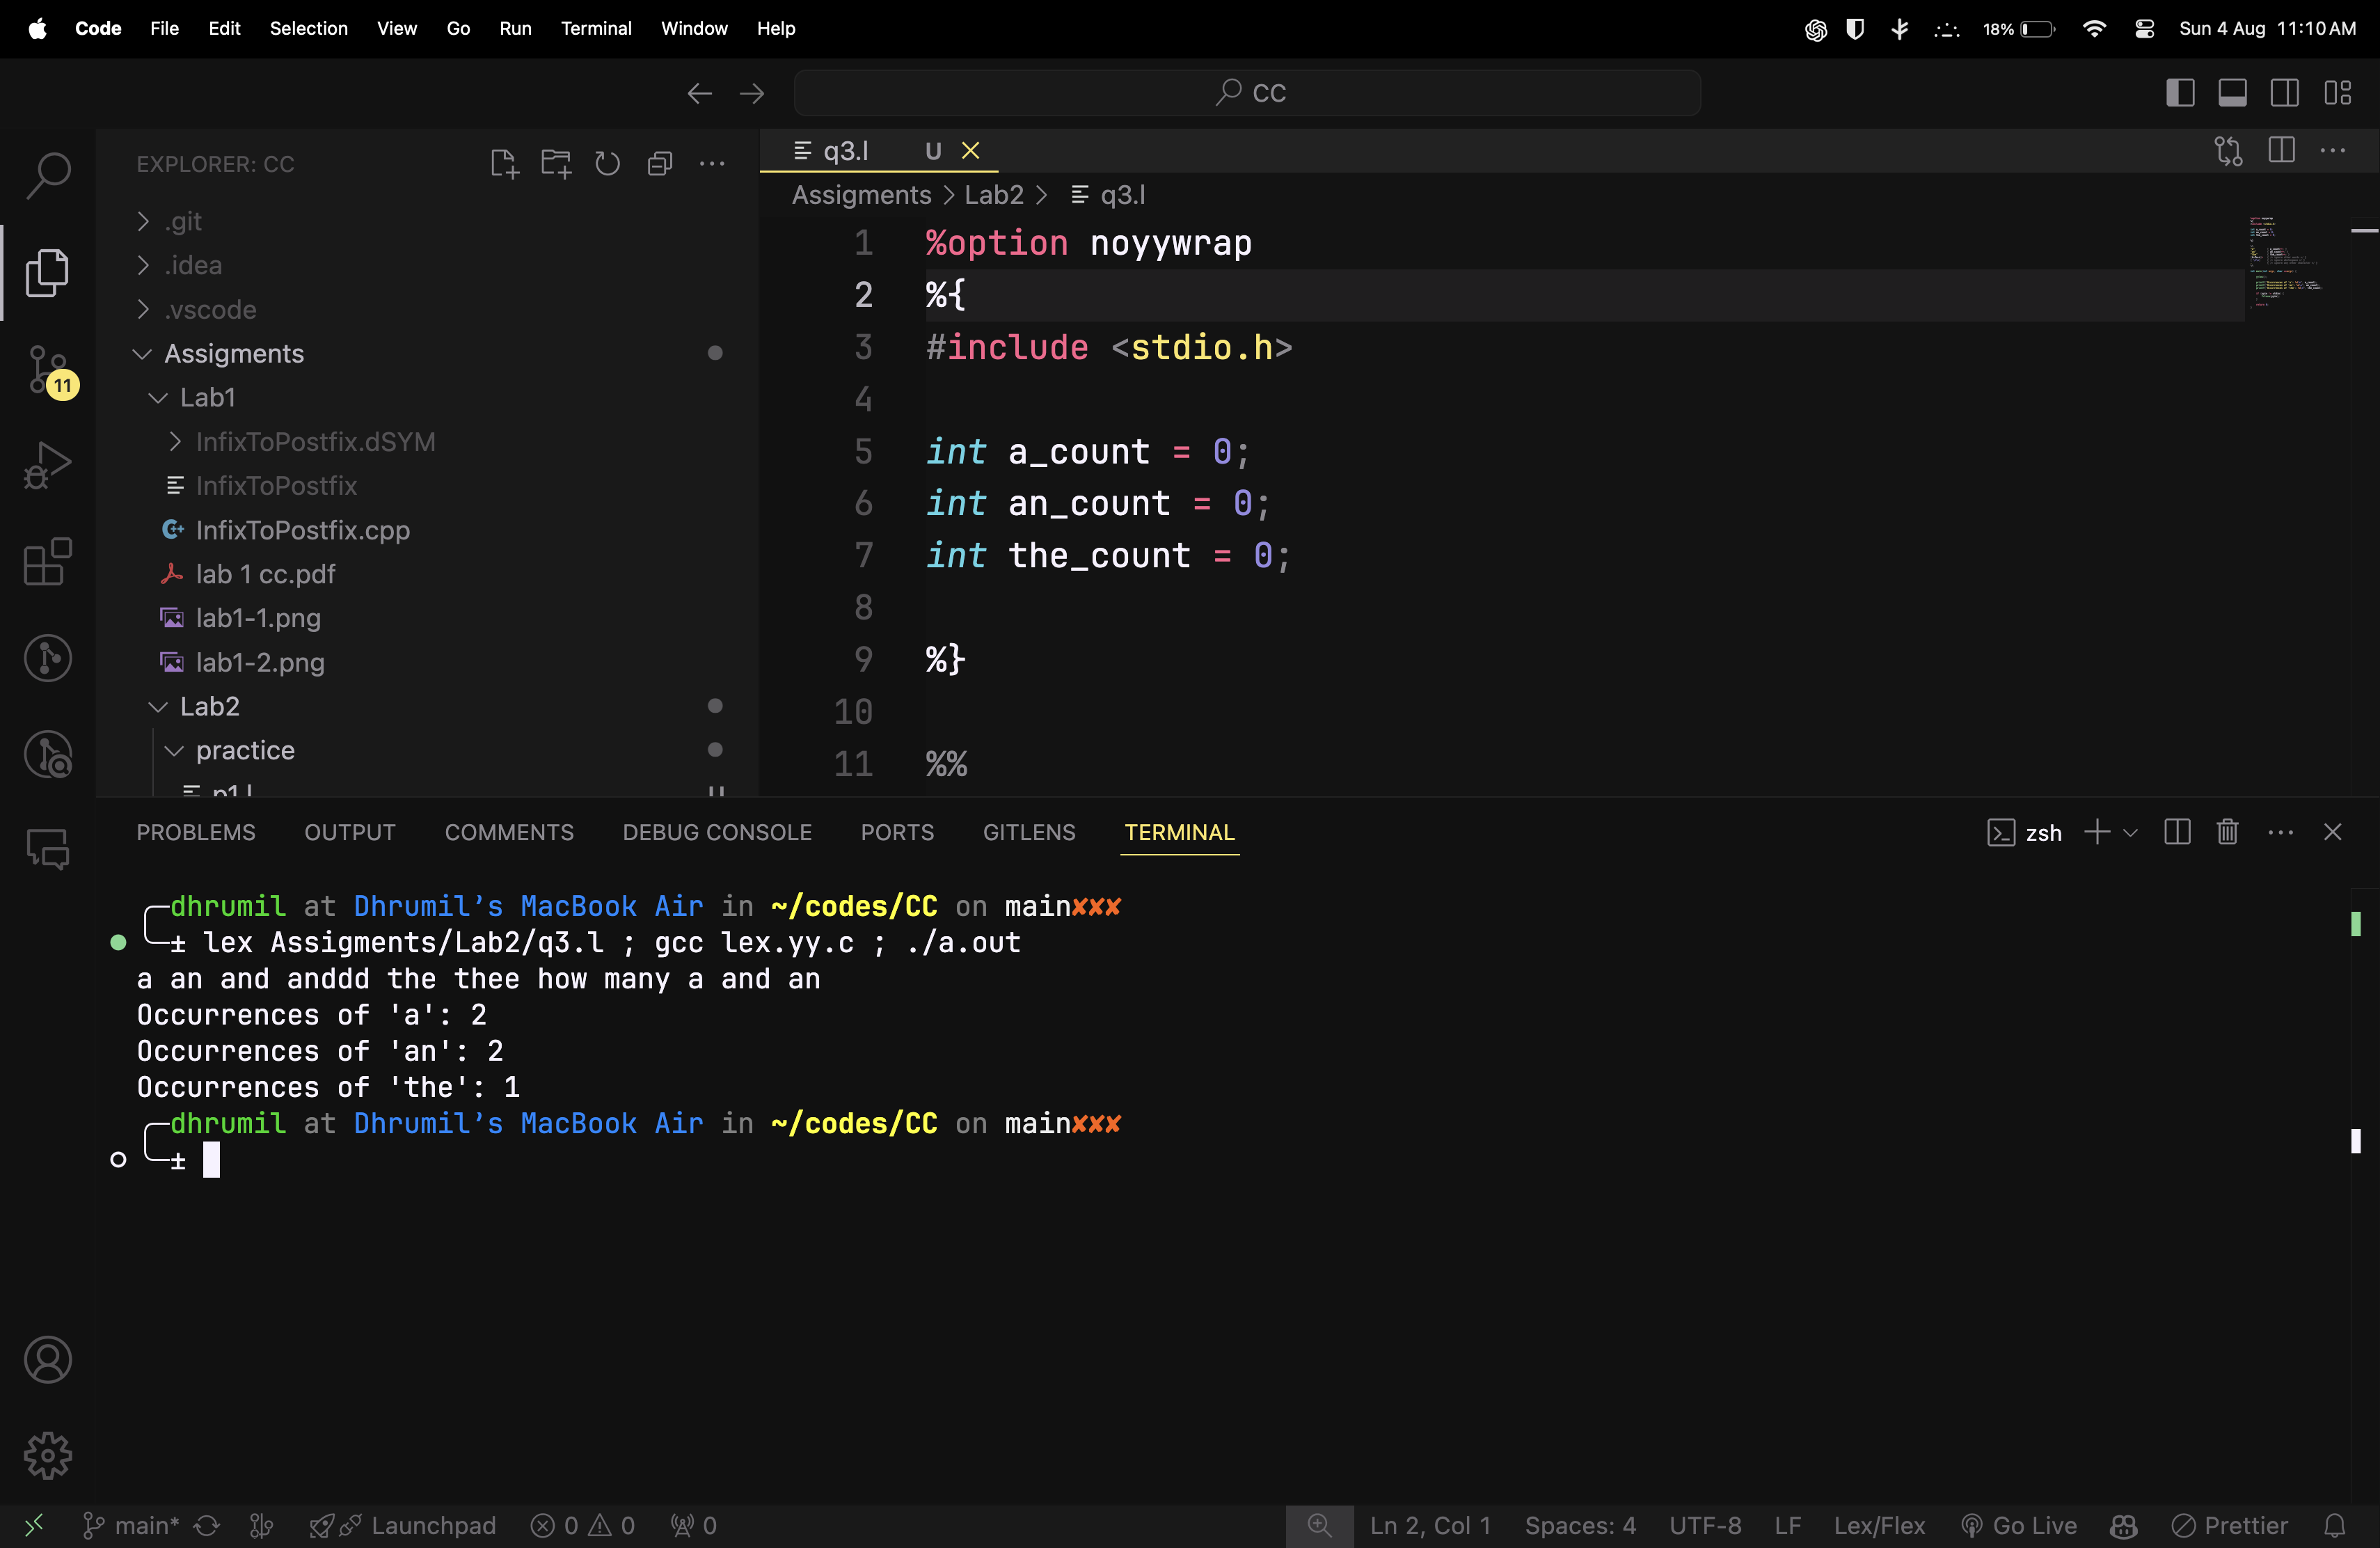 Code File Edit Selection View Go Run Terminal Window Help 18% Sun 4 Aug 11:10 AM
CC
EXPLORER: CC
.git
.idea
.vscode
Assigments
Lab1
InfixToPostfix.dSYM
InfixToPostfix
InfixToPostfix.cpp
lab 1 cc.pdf
lab1-1.png
lab1-2.png
Lab2
practice
p1.l U
11
q3.l U
Assigments > Lab2 > q3.l
1 %option noyywrap
2 %{
3 #include <stdio.h>
4
5 int a_count = 0;
6 int an_count = 0;
7 int the_count = 0;
8
9 %}
10
11 %%
PROBLEMS OUTPUT COMMENTS DEBUG CONSOLE PORTS GITLENS TERMINAL zsh
dhrumil at Dhrumil’s MacBook Air in ~/codes/CC on main✘✘✘
± lex Assigments/Lab2/q3.l ; gcc lex.yy.c ; ./a.out
a an and anddd the thee how many a and an
Occurrences of 'a': 2
Occurrences of 'an': 2
Occurrences of 'the': 1
dhrumil at Dhrumil’s MacBook Air in ~/codes/CC on main✘✘✘
±
main* Launchpad 0 0 0 Ln 2, Col 1 Spaces: 4 UTF-8 LF Lex/Flex Go Live Prettier